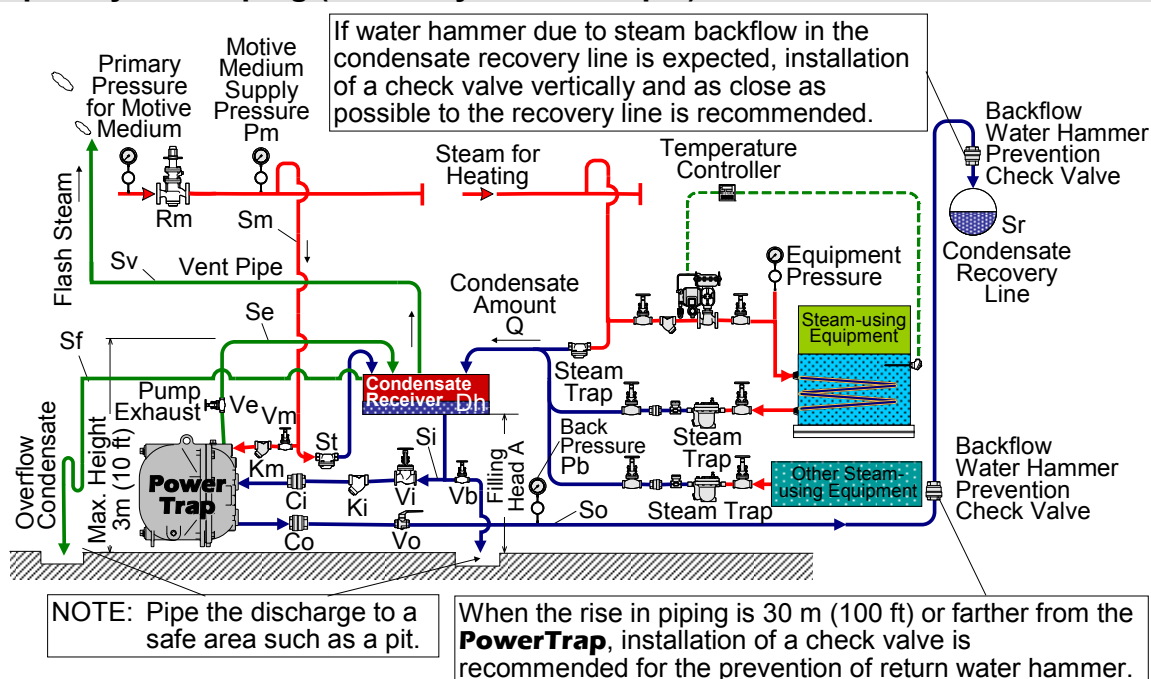 If water hammer due to steam backflow in the
condensate recovery line is expected, installation
of a check valve vertically and as close as
possible to the recovery line is recommended.
Primary
Pressure
for Motive
Medium
Motive
Medium
Supply
Pressure
Pm
Steam for
Heating
Temperature
Controller
Backflow
Water Hammer
Prevention
Check Valve
Rm
Sm
Flash Steam
Sv
Vent Pipe
Sr
Condensate
Recovery
Line
Equipment
Pressure
Condensate
Amount
Q
Se
Sf
Steam-using
Equipment
Steam
Trap
Condensate
Receiver
Dh
Pump
Exhaust
Ve
Vm
St
Km
Si
Max. Height
3m (10 ft)
Overflow
Condensate
PowerTrap
Ci
Ki
Vi
Vb
Filling
Head A
Back
Pressure
Pb
Steam
Trap
Other Steam-
using Equipment
Steam Trap
Backflow
Water Hammer
Prevention
Check Valve
Co
Vo
So
NOTE: Pipe the discharge to a
safe area such as a pit.
When the rise in piping is 30 m (100 ft) or farther from the
PowerTrap, installation of a check valve is
recommended for the prevention of return water hammer.